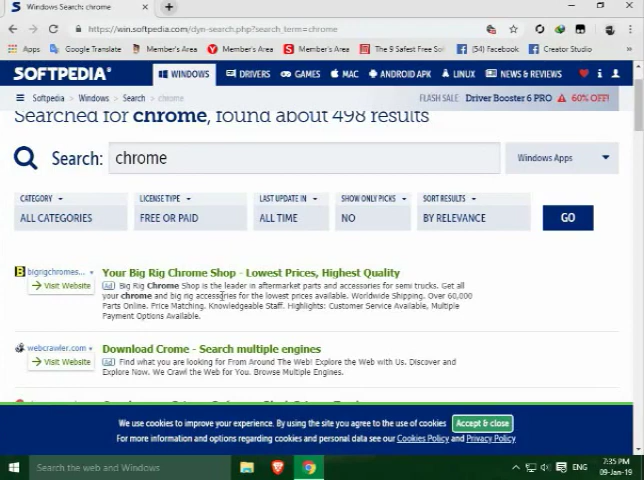 Windows Search: chrome
https://win.softpedia.com/dyn-search.php?search_term=chrome
Apps Google Translate Member's Area Member's Area Member's Area The 9 Safest Free So (54) Facebook Creator Studio
SOFTPEDIA® WINDOWS DRIVERS GAMES MAC ANDROID APK LINUX NEWS & REVIEWS
Softpedia > Windows > Search > chrome FLASH SALE: Driver Booster 6 PRO 60% OFF!
Searched for chrome, found about 498 results
Search: chrome Windows Apps
CATEGORY LICENSE TYPE LAST UPDATE IN SHOW ONLY PICKS SORT RESULTS
ALL CATEGORIES FREE OR PAID ALL TIME NO BY RELEVANCE GO
bigrigchromes... Your Big Rig Chrome Shop - Lowest Prices, Highest Quality
Visit Website Ad Big Rig Chrome Shop is the leader in aftermarket parts and accessories for semi trucks. Get all
your chrome and big rig accessories for the lowest prices available. Worldwide Shipping. Over 60,000
Parts Online. Price Matching. Knowledgeable Staff. Highlights: Customer Service Available, Multiple
Payment Options Available.
webcrawler.com Download Crome - Search multiple engines
Visit Website Ad Find what you are looking for From Around The Web! Explore the Web with Us. Discover and
Explore Now. We Crawl the Web for You. Browse Multiple Engines.
We use cookies to improve your experience. By using the site you agree to the use of cookies Accept & close
For more information and options regarding cookies and personal data see our Cookies Policy and Privacy Policy
Search the web and Windows ENG 7:35 PM
09-Jan-19